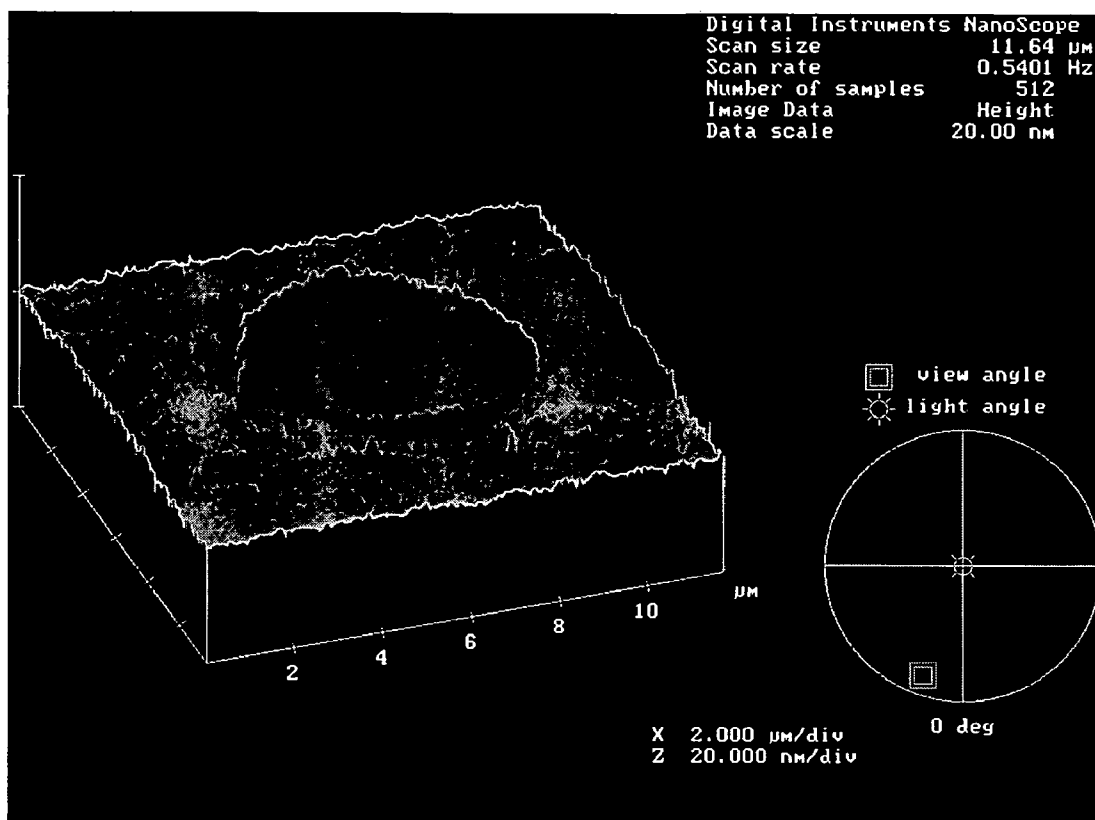 Digital Instruments NanoScope
Scan size 11.64 µm
Scan rate 0.5401 Hz
Number of samples 512
Image Data Height
Data scale 20.00 nm
view angle
light angle
2 4 6 8 10 µm
0 deg
X 2.000 µm/div
Z 20.000 nm/div